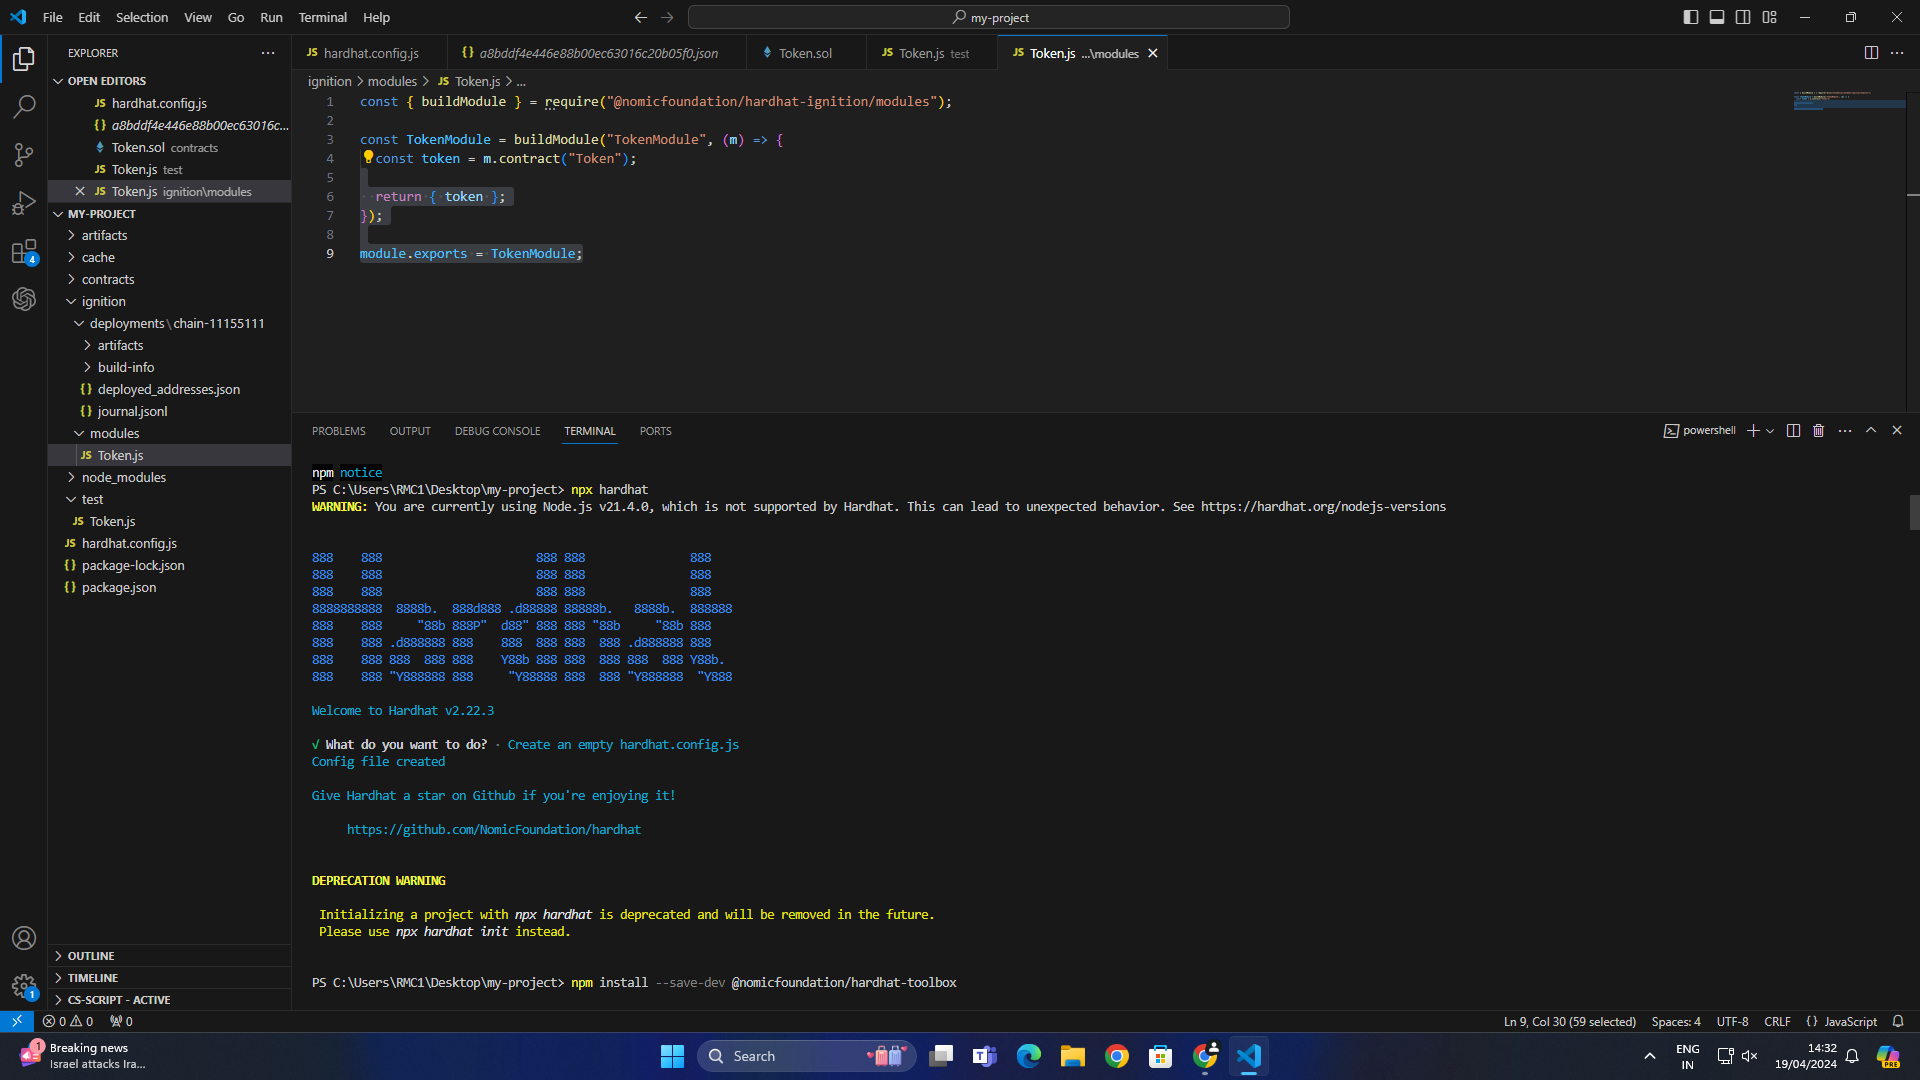 File Edit Selection View Go Run Terminal Help
my-project
EXPLORER
OPEN EDITORS
JS hardhat.config.js
{} a8bddf4e446e88b00ec63016c...
Token.sol contracts
JS Token.js test
JS Token.js ignition\modules
MY-PROJECT
artifacts
cache
contracts
ignition
deployments\chain-11155111
artifacts
build-info
{} deployed_addresses.json
{} journal.jsonl
modules
JS Token.js
node_modules
test
JS Token.js
JS hardhat.config.js
{} package-lock.json
{} package.json
OUTLINE
TIMELINE
CS-SCRIPT - ACTIVE
4
1
JS hardhat.config.js {} a8bddf4e446e88b00ec63016c20b05f0.json Token.sol JS Token.js test JS Token.js ...\modules
ignition > modules > JS Token.js > ...
1 const { buildModule } = require("@nomicfoundation/hardhat-ignition/modules");
2
3 const TokenModule = buildModule("TokenModule", (m) => {
4 const token = m.contract("Token");
5
6 return { token };
7 });
8
9 module.exports = TokenModule;
PROBLEMS OUTPUT DEBUG CONSOLE TERMINAL PORTS
powershell
npm notice
PS C:\Users\RMC1\Desktop\my-project> npx hardhat
WARNING: You are currently using Node.js v21.4.0, which is not supported by Hardhat. This can lead to unexpected behavior. See https://hardhat.org/nodejs-versions
888    888                      888 888               888
888    888                      888 888               888
888    888                      888 888               888
8888888888  8888b.  888d888 .d88888 88888b.   8888b.  888888
888    888     "88b 888P"  d88" 888 888 "88b     "88b 888
888    888 .d888888 888    888  888 888  888 .d888888 888
888    888 888  888 888    Y88b 888 888  888 888  888 Y88b.
888    888 "Y888888 888     "Y88888 888  888 "Y888888  "Y888
Welcome to Hardhat v2.22.3
√ What do you want to do? · Create an empty hardhat.config.js
Config file created
Give Hardhat a star on Github if you're enjoying it!
https://github.com/NomicFoundation/hardhat
DEPRECATION WARNING
Initializing a project with npx hardhat is deprecated and will be removed in the future.
Please use npx hardhat init instead.
PS C:\Users\RMC1\Desktop\my-project> npm install --save-dev @nomicfoundation/hardhat-toolbox
0 0 0
Ln 9, Col 30 (59 selected) Spaces: 4 UTF-8 CRLF {} JavaScript
1
Breaking news
Israel attacks Ira...
Search
ENG
IN
14:32
19/04/2024
PRE